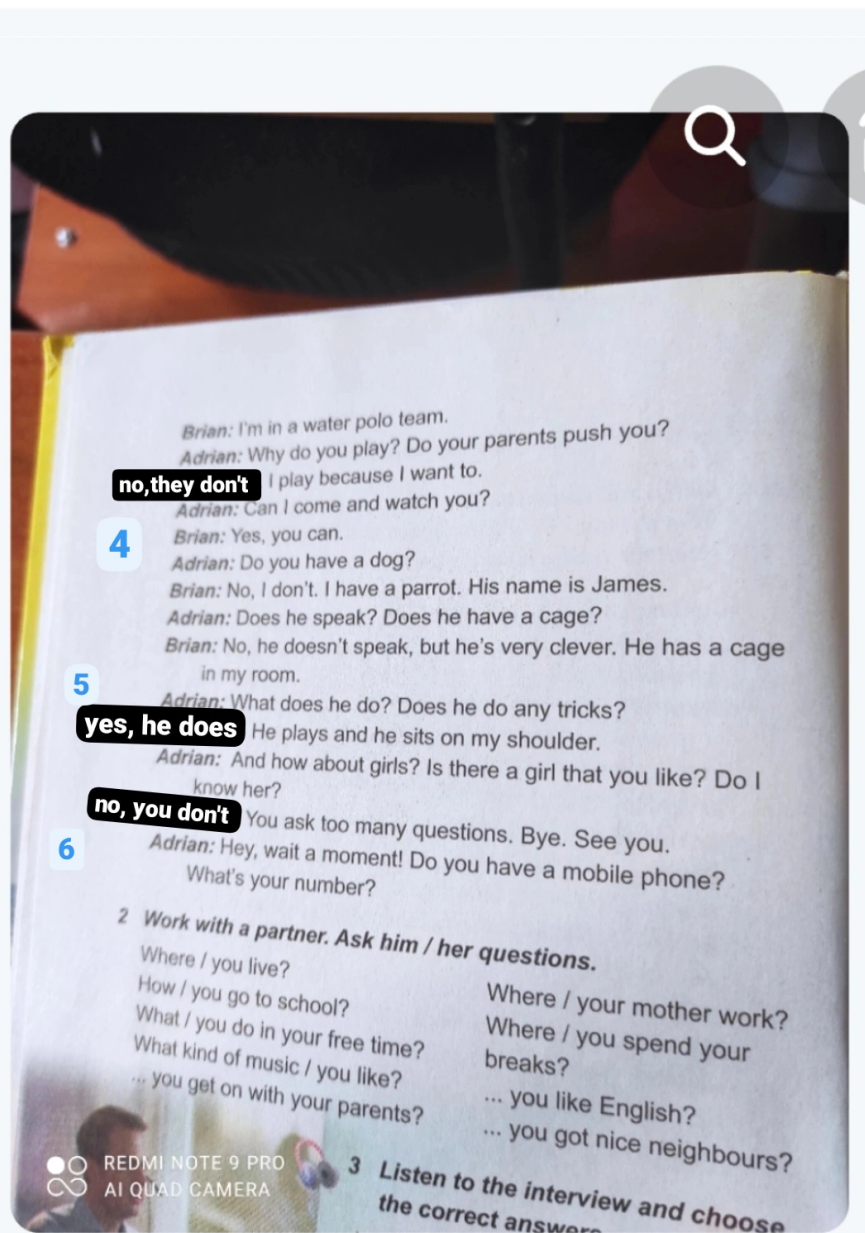 Brian: I'm in a water polo team.
Adrian: Why do you play? Do your parents push you?
no,they don't I play because I want to.
Adrian: Can I come and watch you?
4 Brian: Yes, you can.
Adrian: Do you have a dog?
Brian: No, I don't. I have a parrot. His name is James.
Adrian: Does he speak? Does he have a cage?
Brian: No, he doesn't speak, but he's very clever. He has a cage
in my room.
5 Adrian: What does he do? Does he do any tricks?
yes, he does He plays and he sits on my shoulder.
Adrian: And how about girls? Is there a girl that you like? Do I
know her?
no, you don't You ask too many questions. Bye. See you.
6 Adrian: Hey, wait a moment! Do you have a mobile phone?
What's your number?
2 Work with a partner. Ask him / her questions.
Where / you live?
How / you go to school?
What / you do in your free time?
What kind of music / you like?
... you get on with your parents?
Where / your mother work?
Where / you spend your
breaks?
... you like English?
... you got nice neighbours?
3 Listen to the interview and choose
the correct answers.
REDMI NOTE 9 PRO
AI QUAD CAMERA